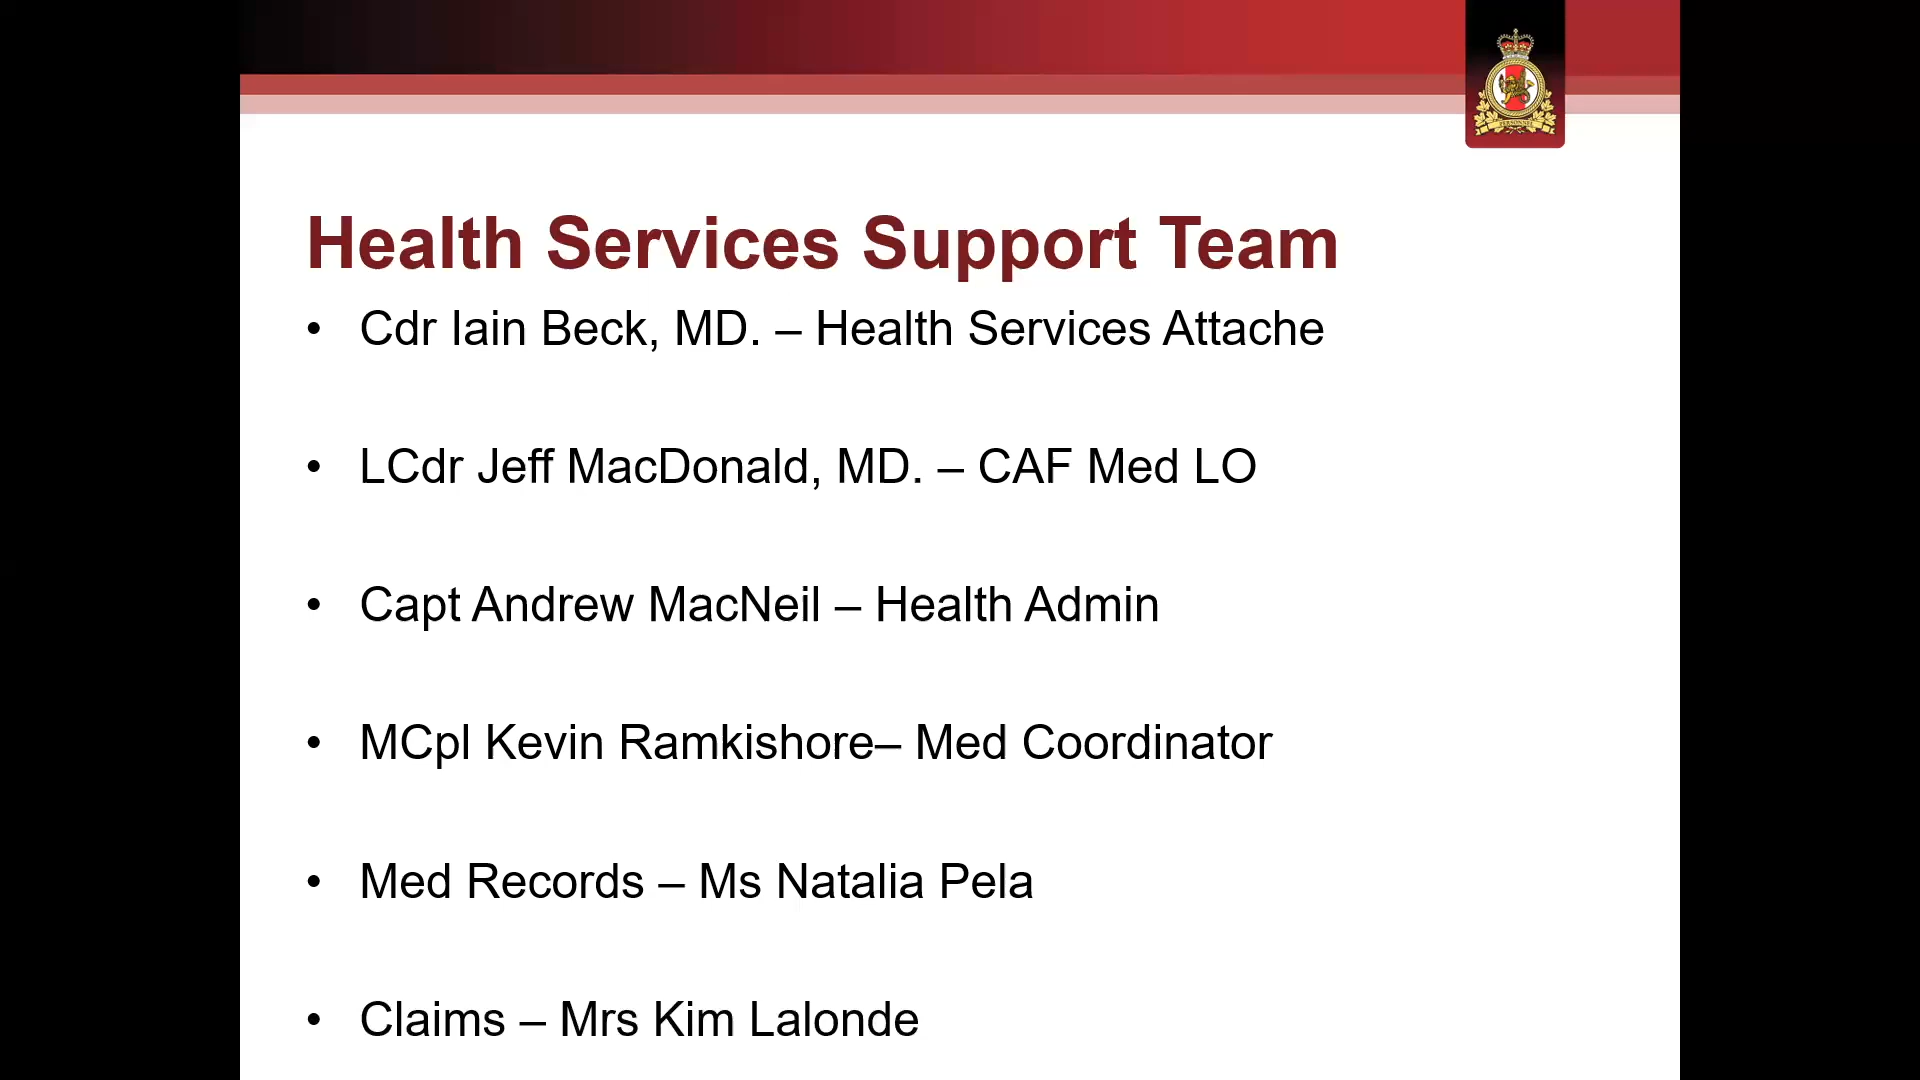 Health Services Support Team
• Cdr Iain Beck, MD. – Health Services Attache
• LCdr Jeff MacDonald, MD. – CAF Med LO
• Capt Andrew MacNeil – Health Admin
• MCpl Kevin Ramkishore– Med Coordinator
• Med Records – Ms Natalia Pela
• Claims – Mrs Kim Lalonde